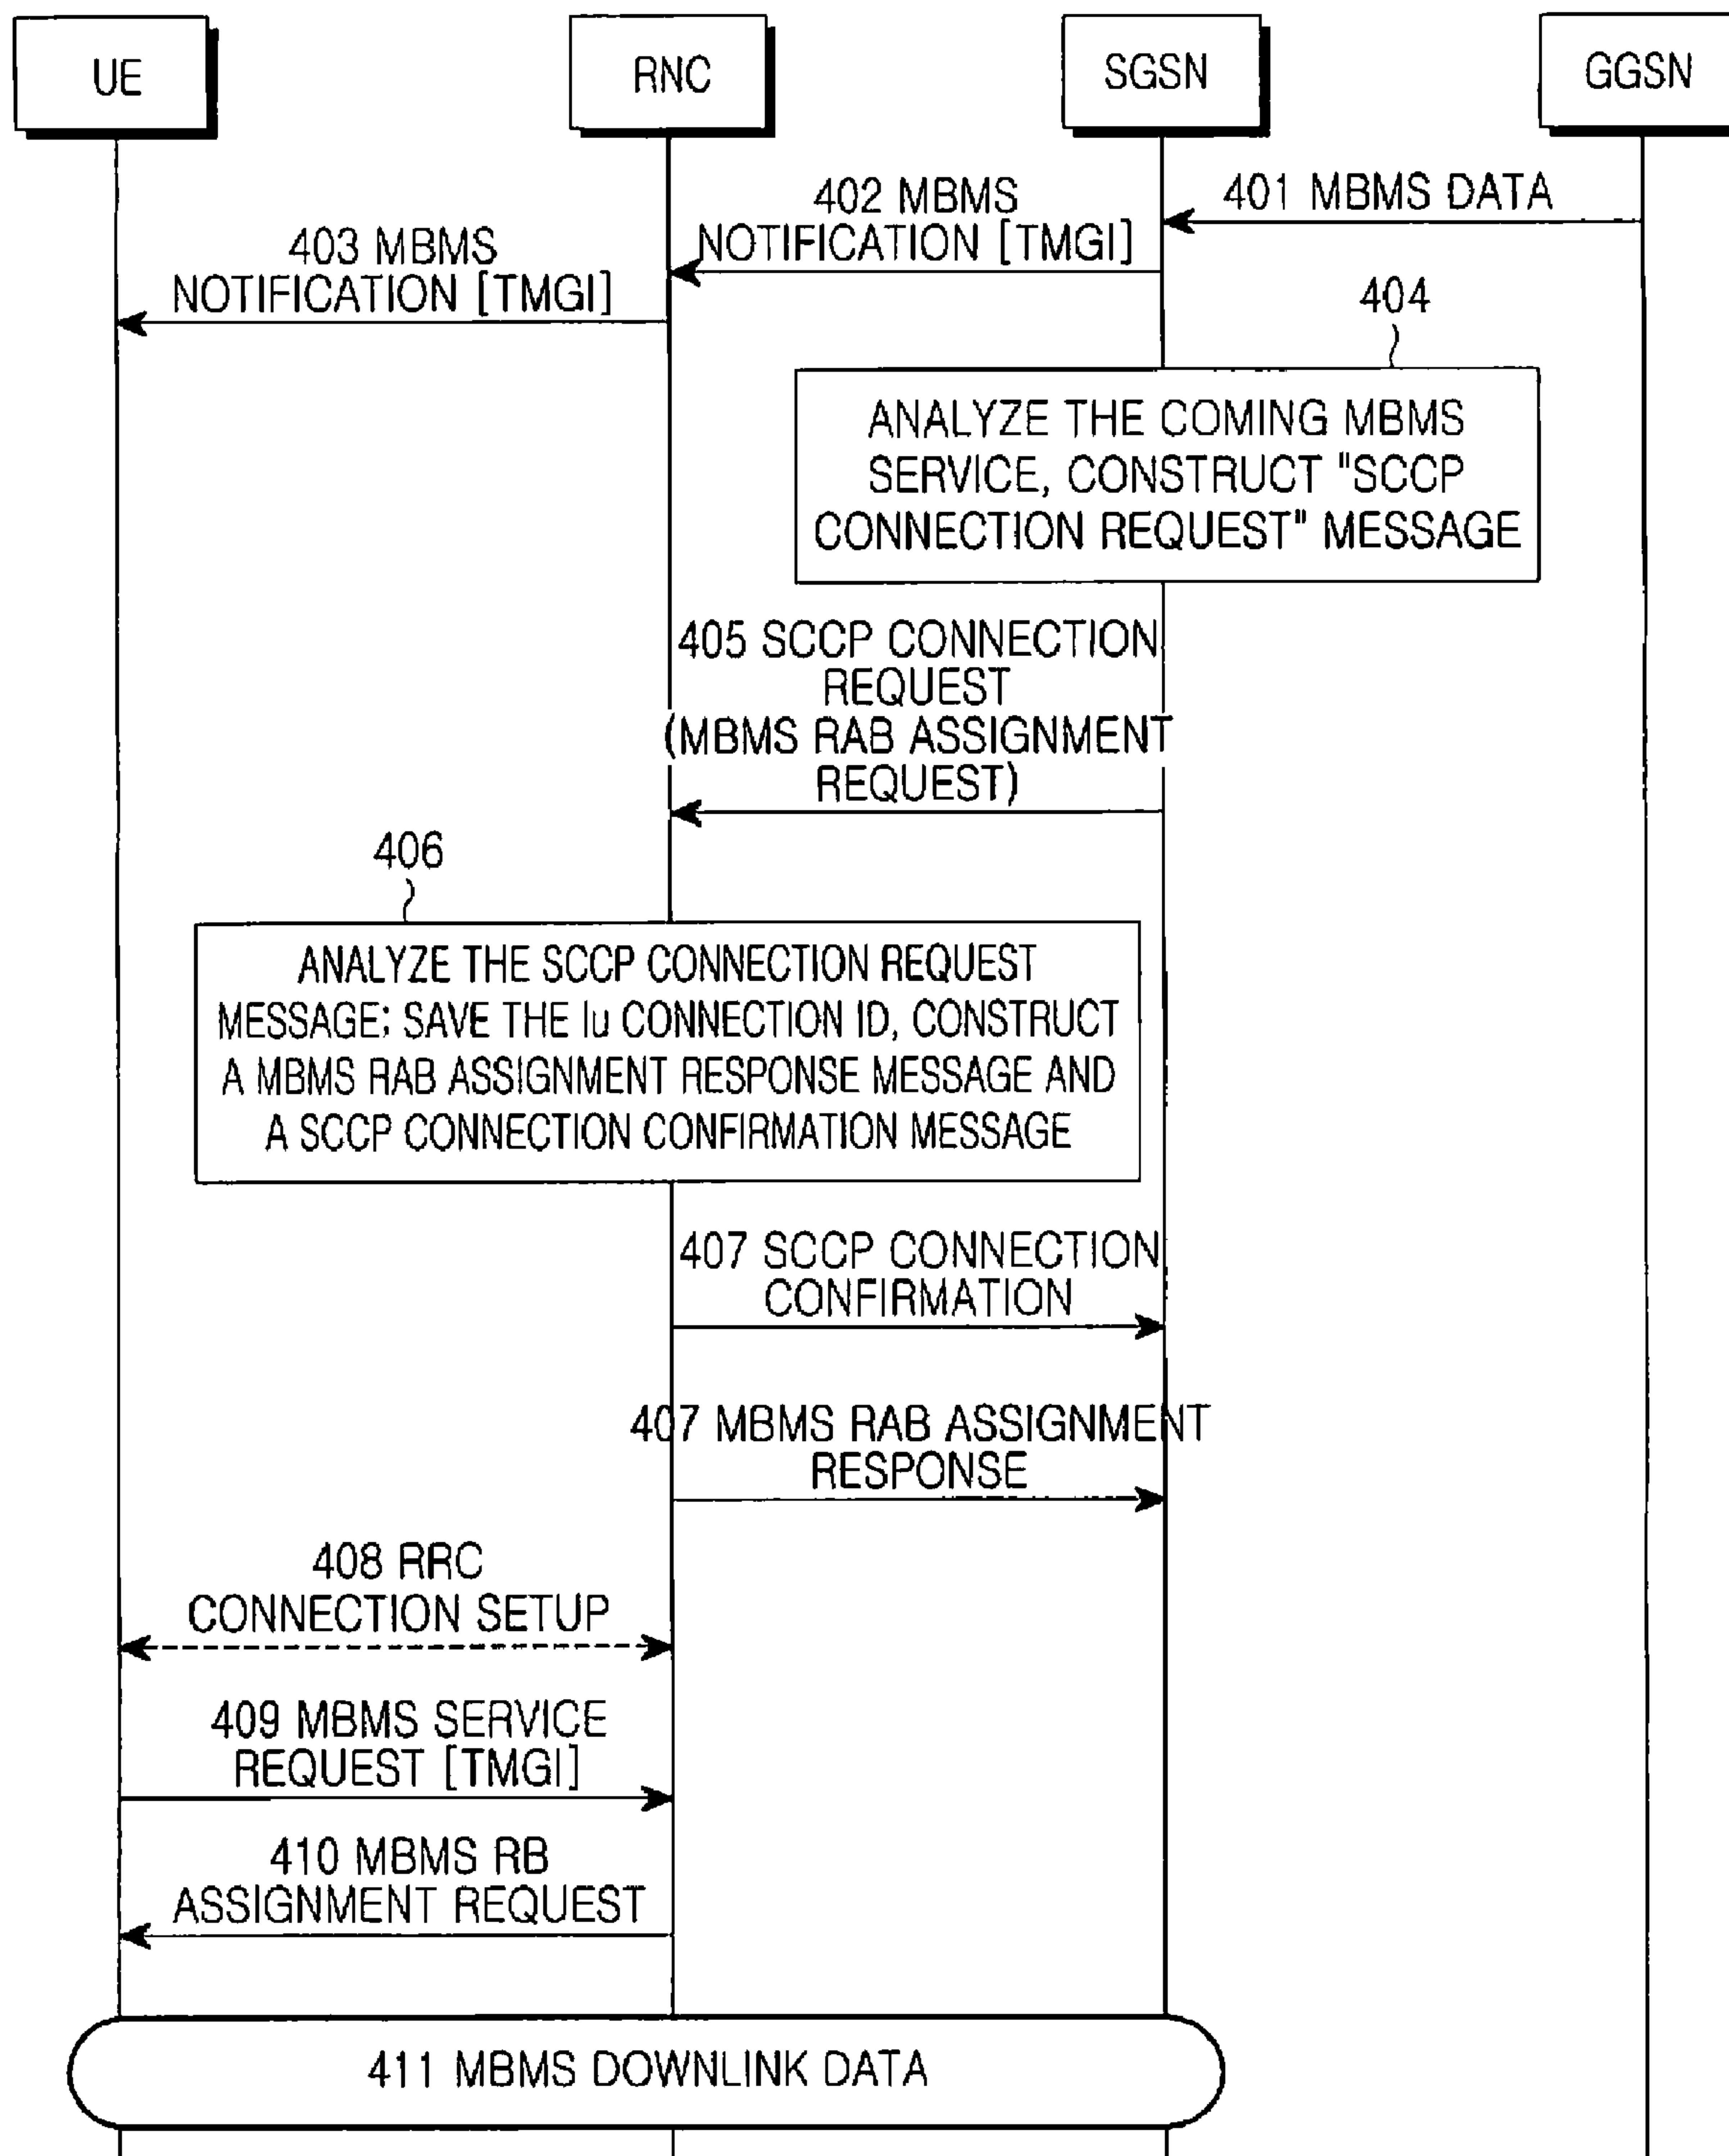 UE
RNC
SGSN
GGSN
401 MBMS DATA
402 MBMS
NOTIFICATION [TMGI]
403 MBMS
NOTIFICATION [TMGI]
404
ANALYZE THE COMING MBMS
SERVICE, CONSTRUCT "SCCP
CONNECTION REQUEST" MESSAGE
405 SCCP CONNECTION
REQUEST
(MBMS RAB ASSIGNMENT
REQUEST)
406
ANALYZE THE SCCP CONNECTION REQUEST
MESSAGE; SAVE THE Iu CONNECTION ID, CONSTRUCT
A MBMS RAB ASSIGNMENT RESPONSE MESSAGE AND
A SCCP CONNECTION CONFIRMATION MESSAGE
407 SCCP CONNECTION
CONFIRMATION
407 MBMS RAB ASSIGNMENT
RESPONSE
408 RRC
CONNECTION SETUP
409 MBMS SERVICE
REQUEST [TMGI]
410 MBMS RB
ASSIGNMENT REQUEST
411 MBMS DOWNLINK DATA